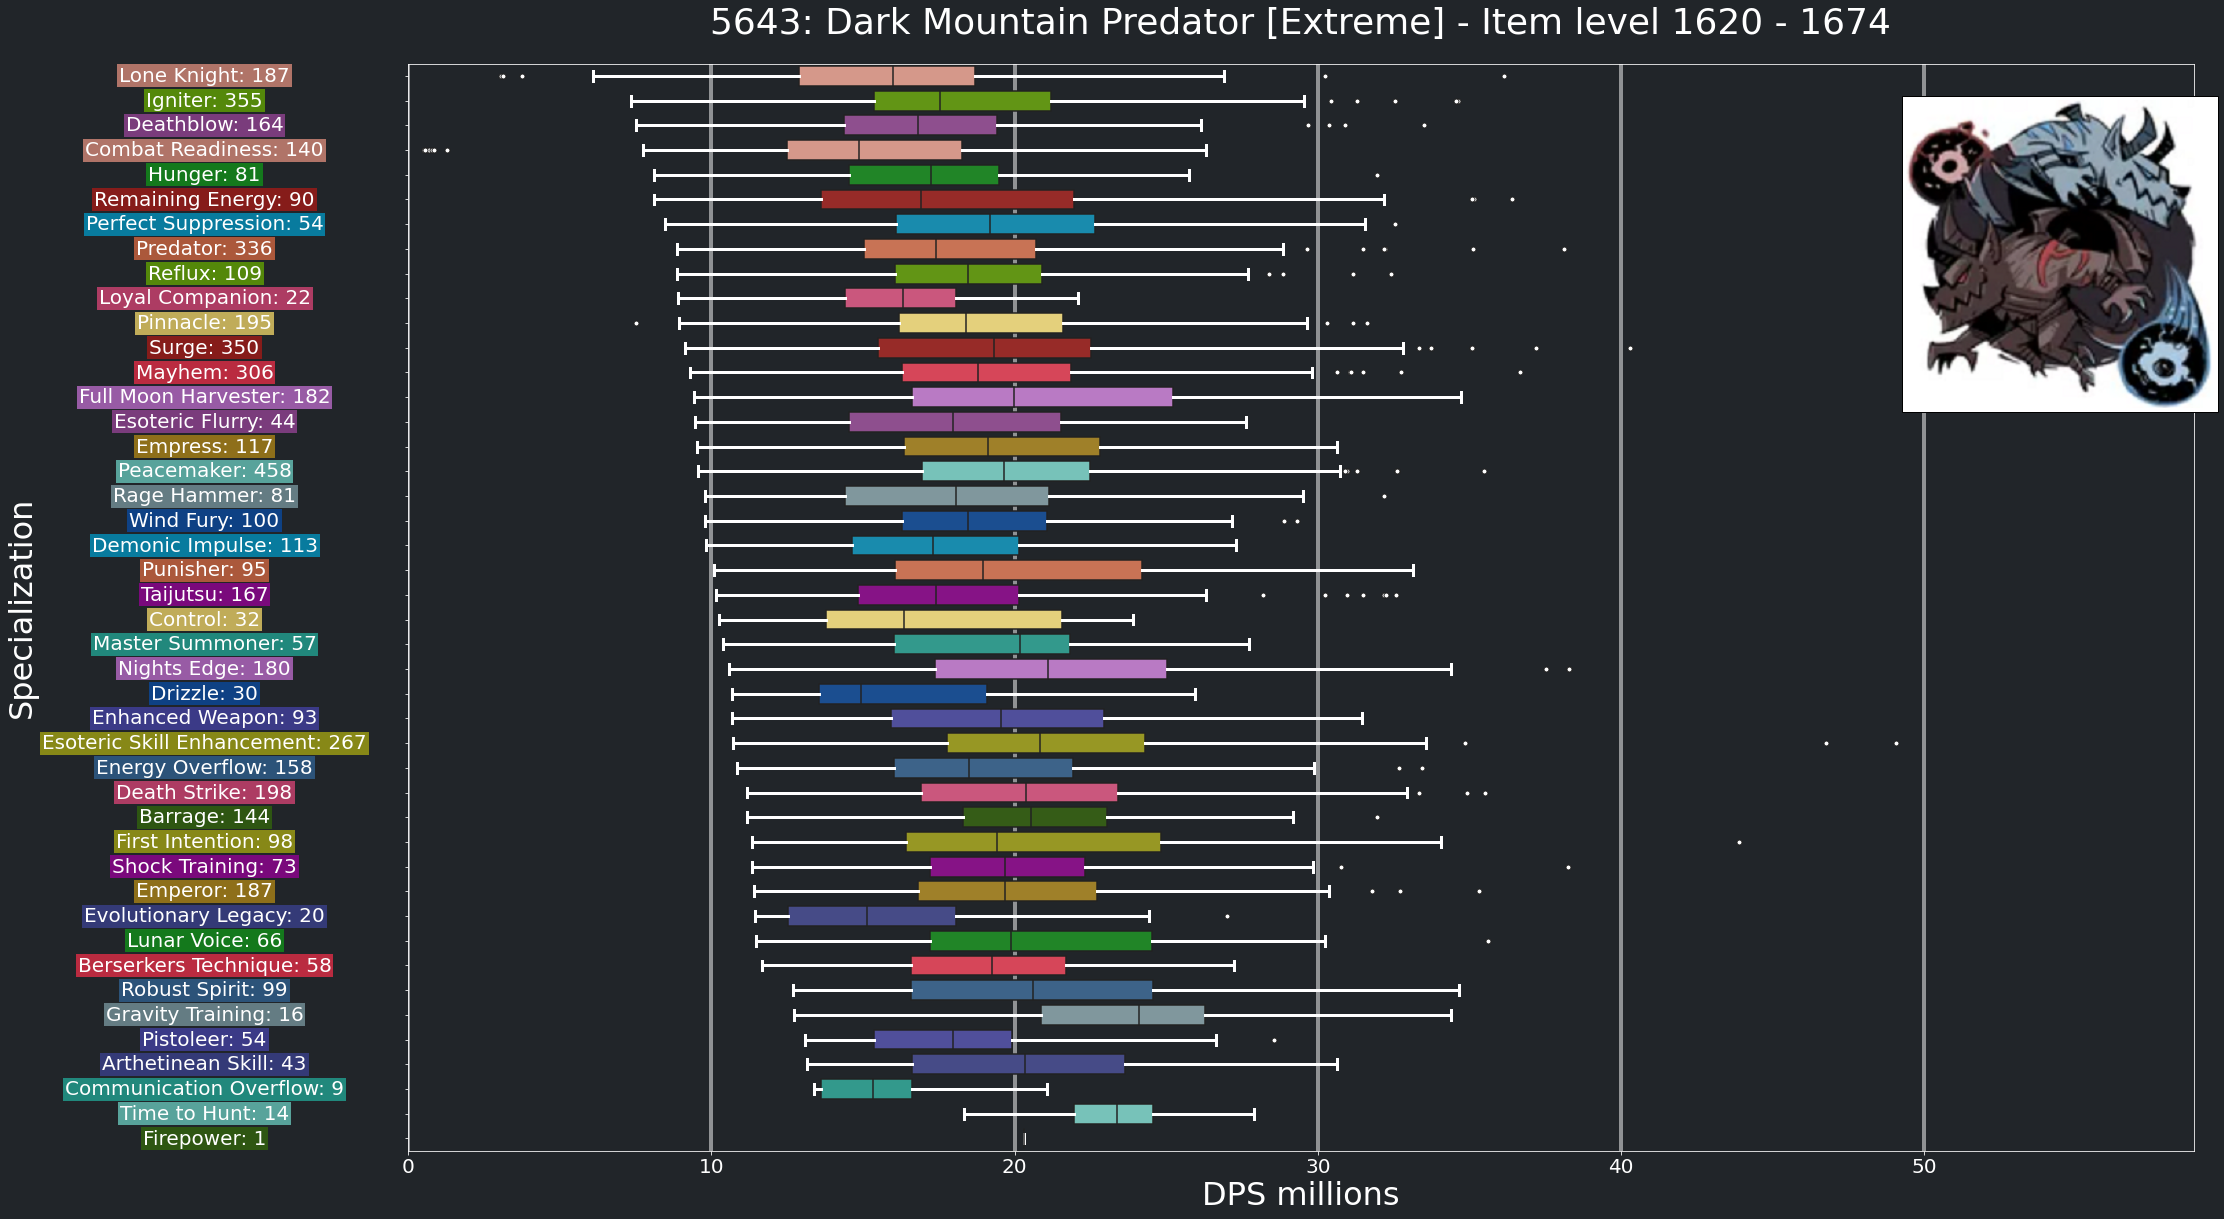 5643: Dark Mountain Predator [Extreme] - Item level 1620 - 1674
Specialization
Lone Knight: 187
Igniter: 355
Deathblow: 164
Combat Readiness: 140
Hunger: 81
Remaining Energy: 90
Perfect Suppression: 54
Predator: 336
Reflux: 109
Loyal Companion: 22
Pinnacle: 195
Surge: 350
Mayhem: 306
Full Moon Harvester: 182
Esoteric Flurry: 44
Empress: 117
Peacemaker: 458
Rage Hammer: 81
Wind Fury: 100
Demonic Impulse: 113
Punisher: 95
Taijutsu: 167
Control: 32
Master Summoner: 57
Nights Edge: 180
Drizzle: 30
Enhanced Weapon: 93
Esoteric Skill Enhancement: 267
Energy Overflow: 158
Death Strike: 198
Barrage: 144
First Intention: 98
Shock Training: 73
Emperor: 187
Evolutionary Legacy: 20
Lunar Voice: 66
Berserkers Technique: 58
Robust Spirit: 99
Gravity Training: 16
Pistoleer: 54
Arthetinean Skill: 43
Communication Overflow: 9
Time to Hunt: 14
Firepower: 1
0 10 20 30 40 50
DPS millions